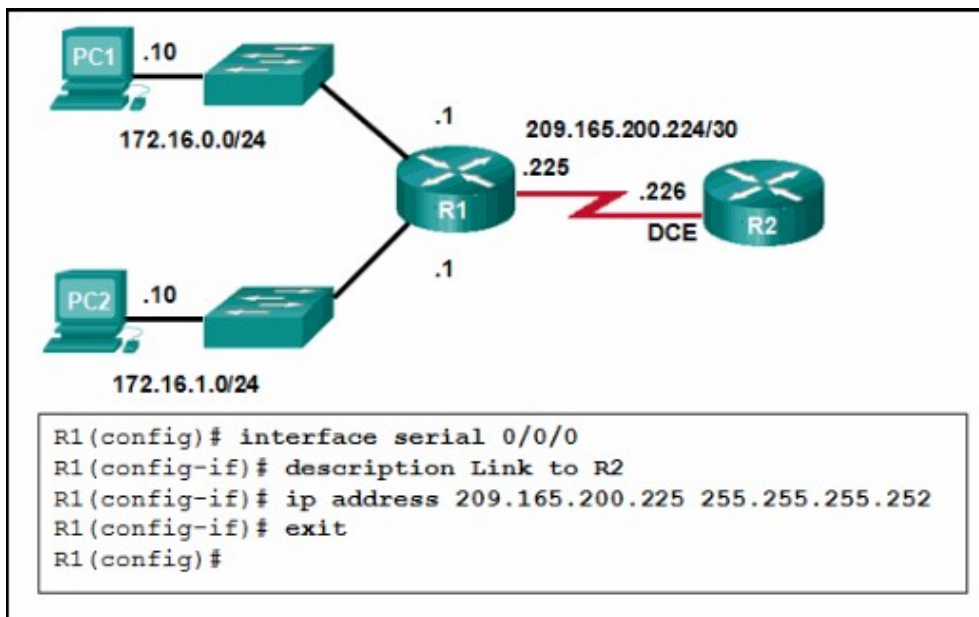 PC1
.10
172.16.0.0/24
.1
209.165.200.224/30
.225
.226
R1
DCE
R2
.1
PC2
.10
172.16.1.0/24
R1(config)# interface serial 0/0/0
R1(config-if)# description Link to R2
R1(config-if)# ip address 209.165.200.225 255.255.255.252
R1(config-if)# exit
R1(config)#